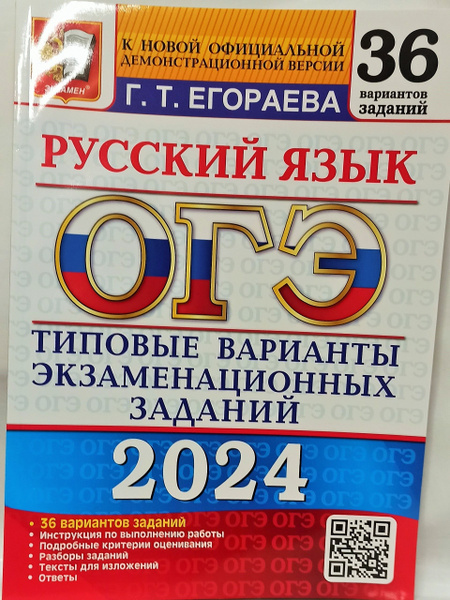 К НОВОЙ ОФИЦИАЛЬНОЙ
ДЕМОНСТРАЦИОННОЙ ВЕРСИИ
36
вариантов
заданий
ЭКЗАМЕН
Г. Т. ЕГОРАЕВА
РУССКИЙ ЯЗЫК
ОГЭ
ТИПОВЫЕ ВАРИАНТЫ
ЭКЗАМЕНАЦИОННЫХ
ЗАДАНИЙ
2024
• 36 вариантов заданий
• Инструкция по выполнению работы
• Подробные критерии оценивания
• Разборы заданий
• Тексты для изложений
• Ответы